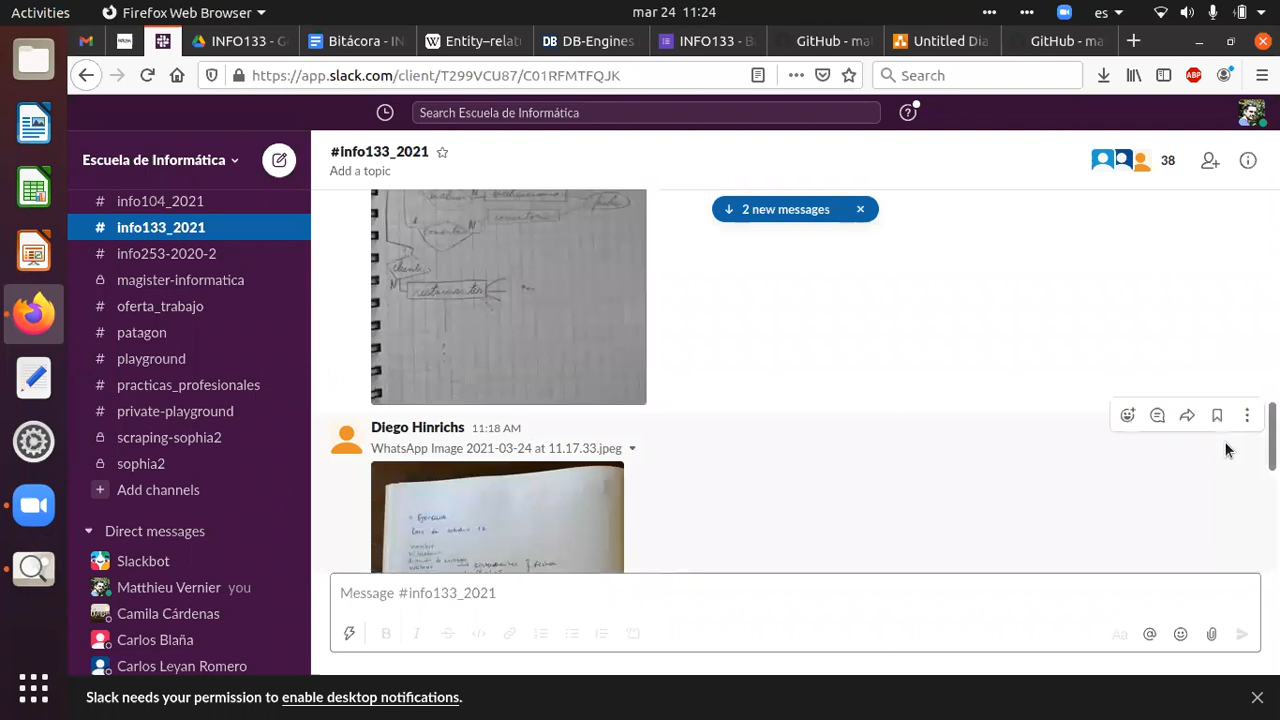 Activities
Firefox Web Browser
mar 24 11:24
es
INFO133 - G
Bitácora - IN
Entity–relat
DB-Engines
INFO133 - B
GitHub - ma
Untitled Dia
GitHub - ma
https://app.slack.com/client/T299VCU87/C01RFMTFQJK
Search
Search Escuela de Informática
Escuela de Informática
# info104_2021
# info133_2021
# info253-2020-2
magister-informatica
# oferta_trabajo
# patagon
# playground
# practicas_profesionales
# private-playground
scraping-sophia2
sophia2
+ Add channels
Direct messages
Slackbot
Matthieu Vernier you
Camila Cárdenas
Carlos Blaña
Carlos Leyan Romero
#info133_2021
Add a topic
38
2 new messages
restaurantes
Diego Hinrichs 11:18 AM
WhatsApp Image 2021-03-24 at 11.17.33.jpeg
Message #info133_2021
B I
Aa
Slack needs your permission to enable desktop notifications.